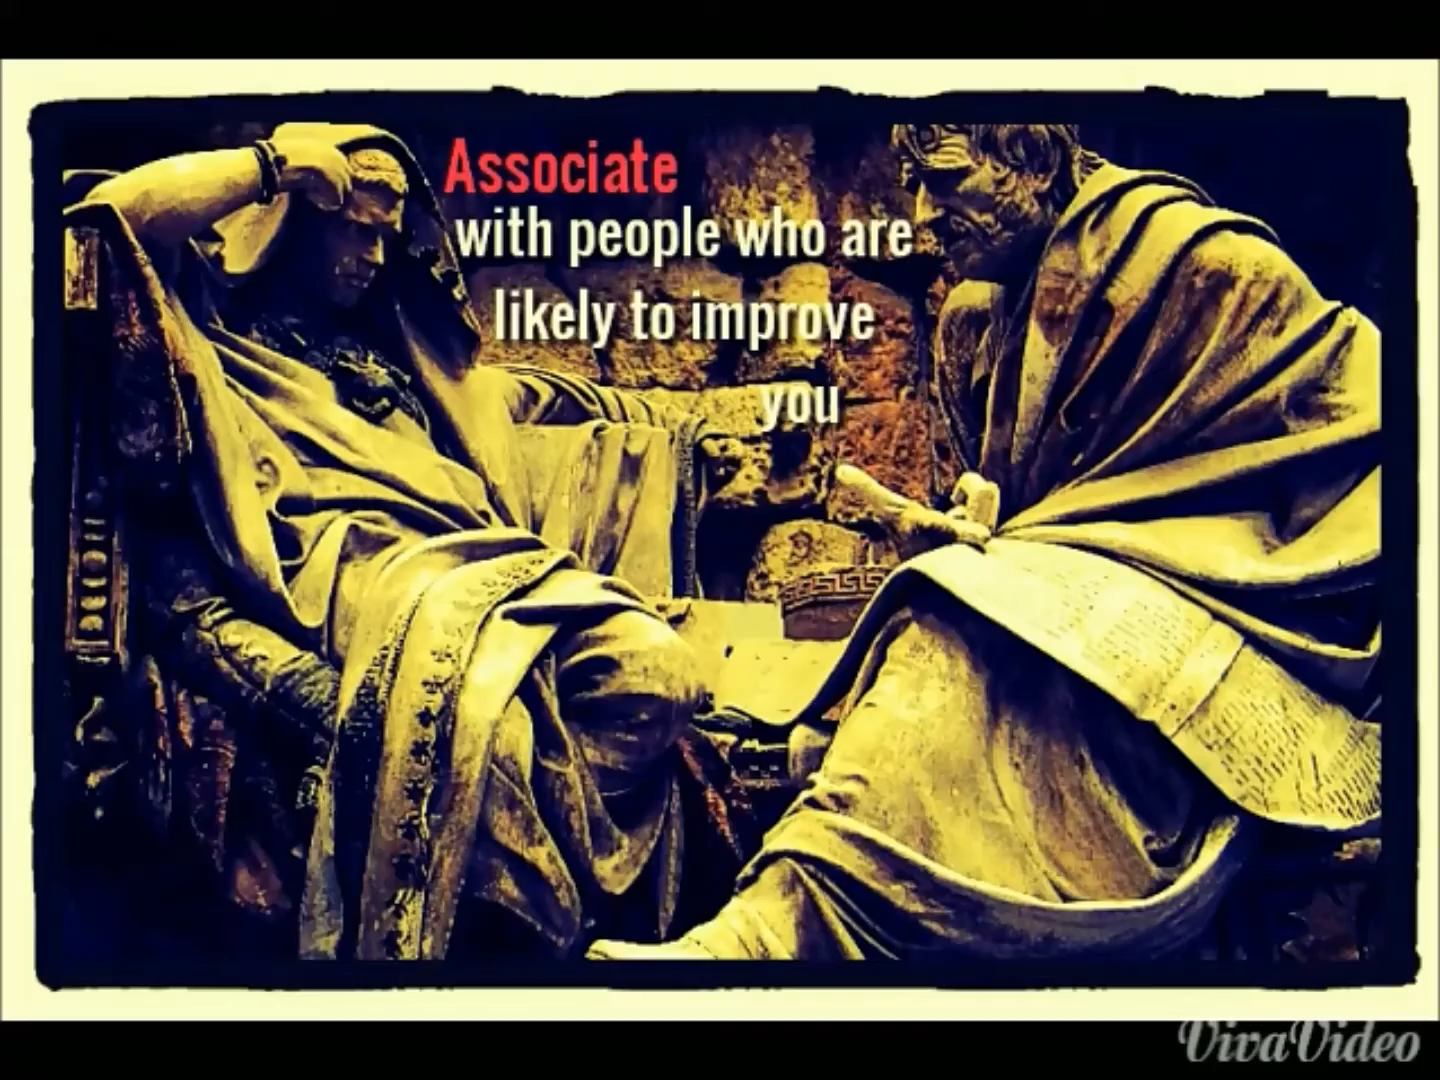 Associate
with people who are
likely to improve
you
VivaVideo